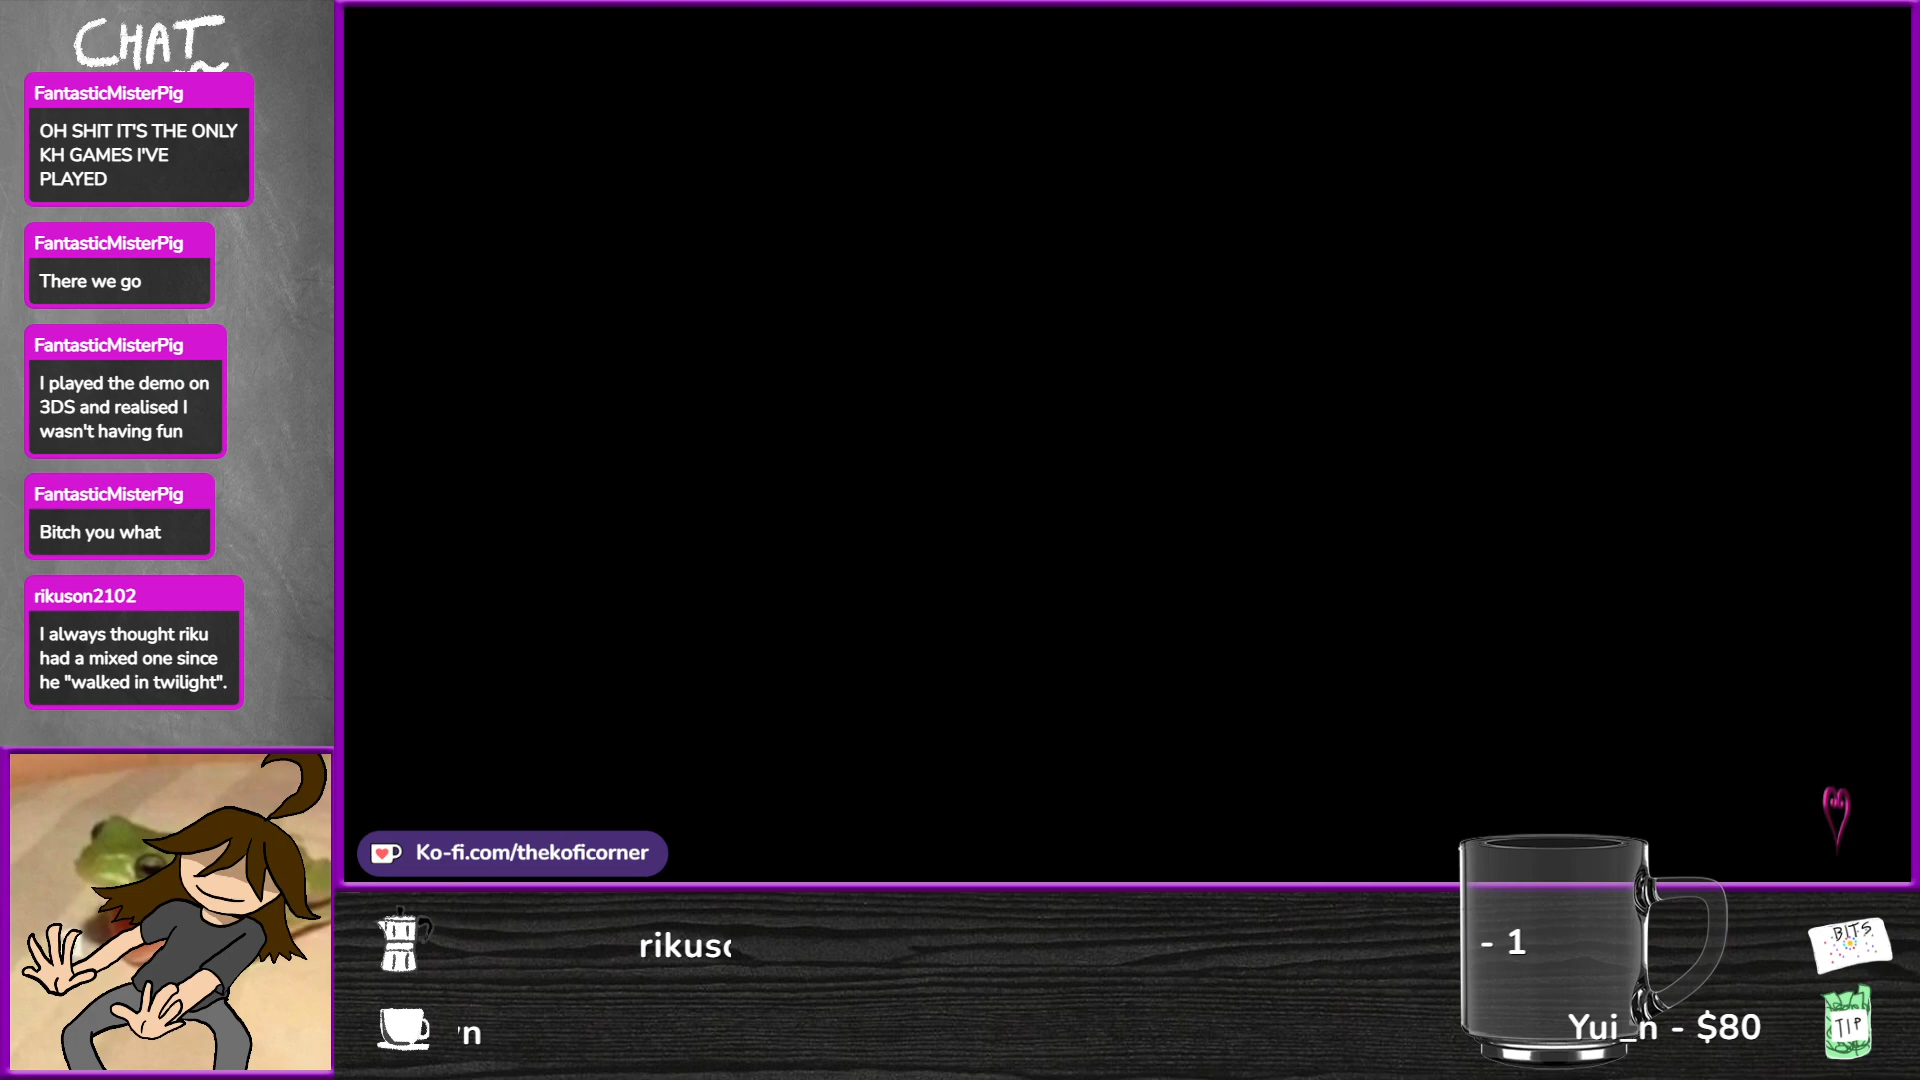 CHAT
FantasticMisterPig
OH SHIT IT'S THE ONLY
KH GAMES I'VE
PLAYED
FantasticMisterPig
There we go
FantasticMisterPig
I played the demo on
3DS and realised I
wasn't having fun
FantasticMisterPig
Bitch you what
rikuson2102
I always thought riku
had a mixed one since
he "walked in twilight".
Ko-fi.com/thekoficorner
- 1
BITS
Yui_n - $80
TIP